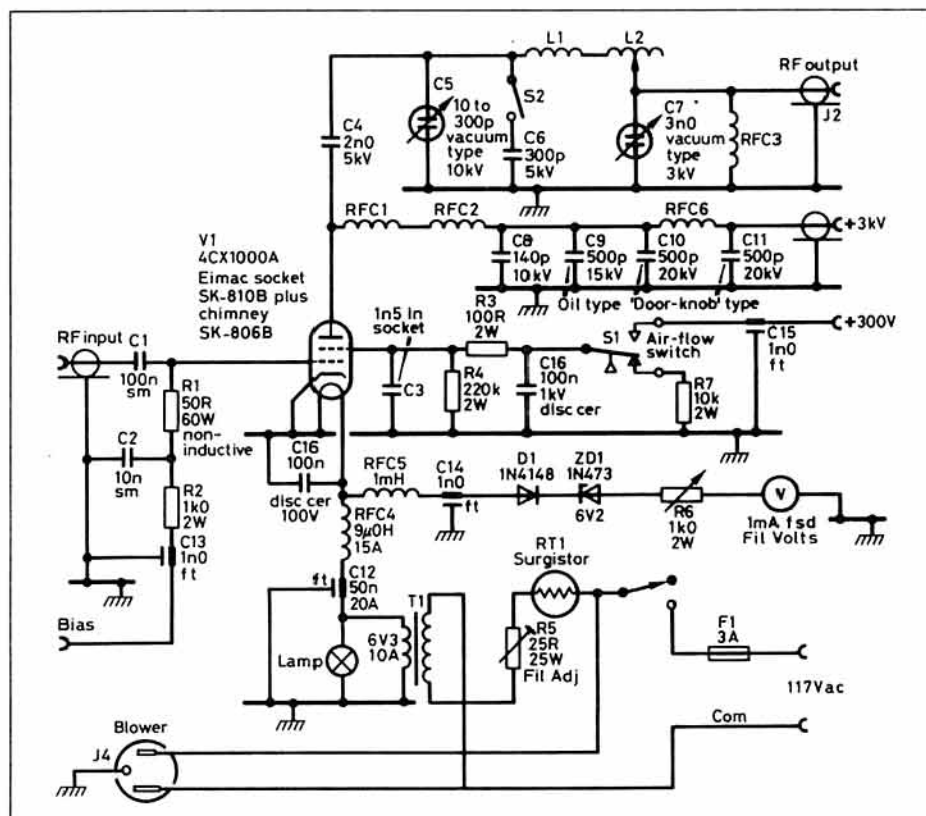 L1
L2
RF output
J2
C5
10 to
300p
vacuum
type
10kV
S2
C6
300p
5kV
C7
3n0
vacuum
type
3kV
RFC3
C4
2n0
5kV
RFC1
RFC2
RFC6
+3kV
C8
140p
10kV
C9
500p
15kV
C10
500p
20kV
C11
500p
20kV
Oil type
'Door-knob' type
V1
4CX1000A
Eimac socket
SK-810B plus
chimney
SK-806B
1n5 In
socket
R3
100R
2W
S1
Air-flow
switch
+300V
C15
1n0
ft
RF input
C1
100n
sm
C3
R4
220k
2W
C16
100n
1kV
disc cer
R7
10k
2W
R1
50R
60W
non-
inductive
C2
10n
sm
C16
100n
disc cer
100V
RFC5
1mH
C14
1n0
ft
D1
1N4148
ZD1
1N473
6V2
R6
1k0
2W
V
1mA fsd
Fil Volts
R2
1k0
2W
C13
1n0
ft
RFC4
9µ0H
15A
RT1
Surgistor
ft
C12
50n
20A
T1
Bias
Lamp
6V3
10A
R5
25R
25W
Fil Adj
F1
3A
117Vac
Com
Blower
J4